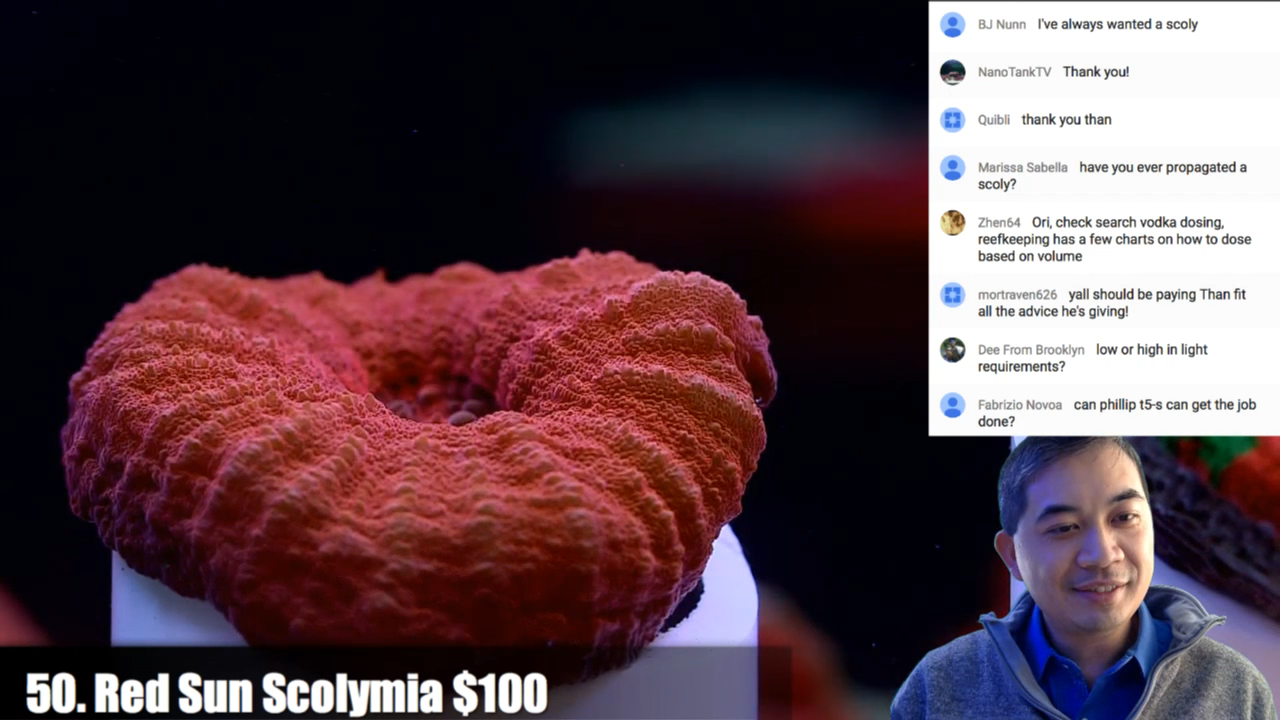 BJ Nunn I've always wanted a scoly
NanoTankTV Thank you!
Quibli thank you than
Marissa Sabella have you ever propagated a
scoly?
Zhen64 Ori, check search vodka dosing,
reefkeeping has a few charts on how to dose
based on volume
mortraven626 yall should be paying Than fit
all the advice he's giving!
Dee From Brooklyn low or high in light
requirements?
Fabrizio Novoa can phillip t5-s can get the job
done?
50. Red Sun Scolymia $100